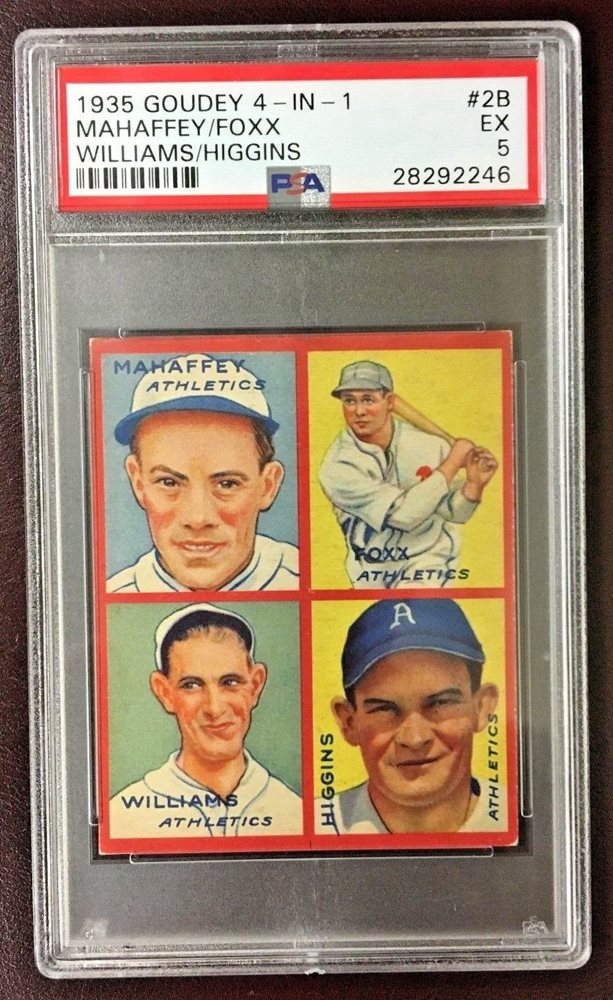 1935 GOUDEY 4-IN-1 #2B
MAHAFFEY/FOXX EX
WILLIAMS/HIGGINS 5
PSA 28292246
MAHAFFEY
ATHLETICS
FOXX
ATHLETICS
WILLIAMS
ATHLETICS
A
HIGGINS
ATHLETICS
PSA